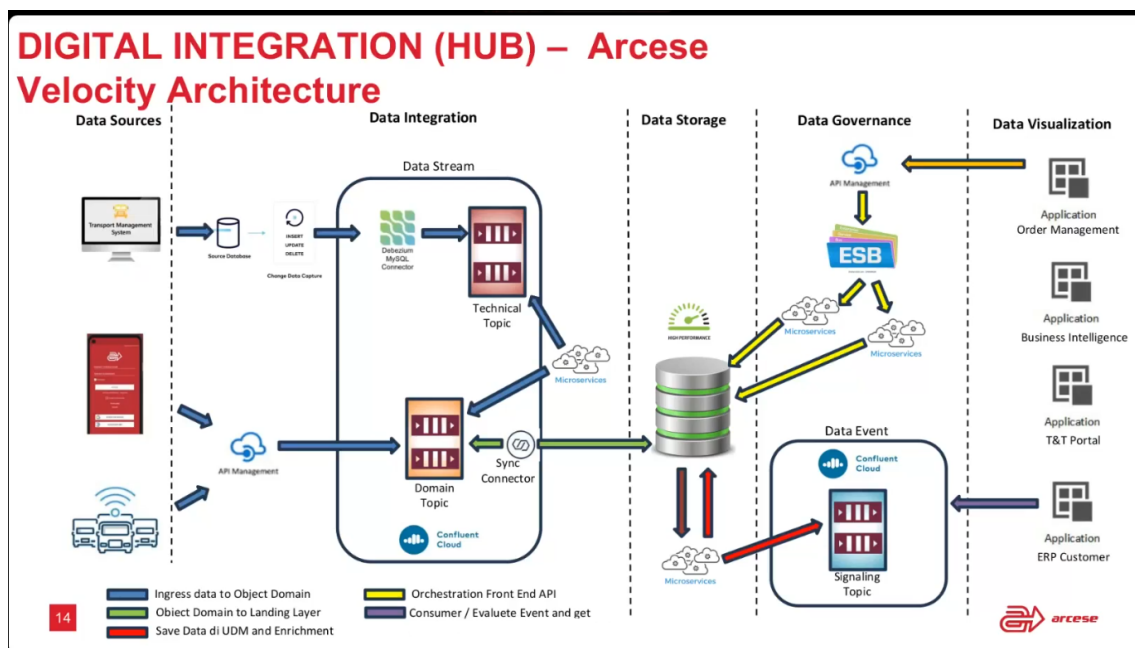 DIGITAL INTEGRATION (HUB) – Arcese
Velocity Architecture
Data Sources
Data Integration
Data Storage
Data Governance
Data Visualization
Data Stream
Transport Management
System
Source Database
INSERT
UPDATE
DELETE
Change Data Capture
Debezium
MySQL
Connector
Technical
Topic
Microservices
API Management
Domain
Topic
Sync
Connector
Confluent
Cloud
HIGH PERFORMANCE
Microservices
API Management
ESB
Microservices
Microservices
Data Event
Confluent
Cloud
Signaling
Topic
Application
Order Management
Application
Business Intelligence
Application
T&T Portal
Application
ERP Customer
14
Ingress data to Object Domain
Object Domain to Landing Layer
Save Data di UDM and Enrichment
Orchestration Front End API
Consumer / Evaluete Event and get
arcese